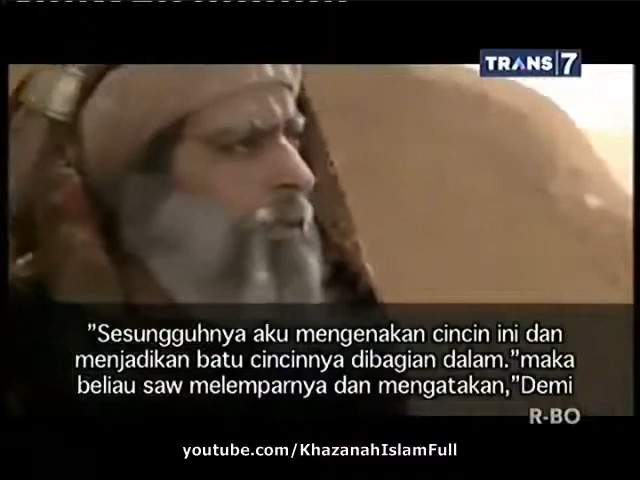 TRANS|7
"Sesungguhnya aku mengenakan cincin ini dan
menjadikan batu cincinnya dibagian dalam."maka
beliau saw melemparnya dan mengatakan,"Demi
R-BO
youtube.com/KhazanahIslamFull